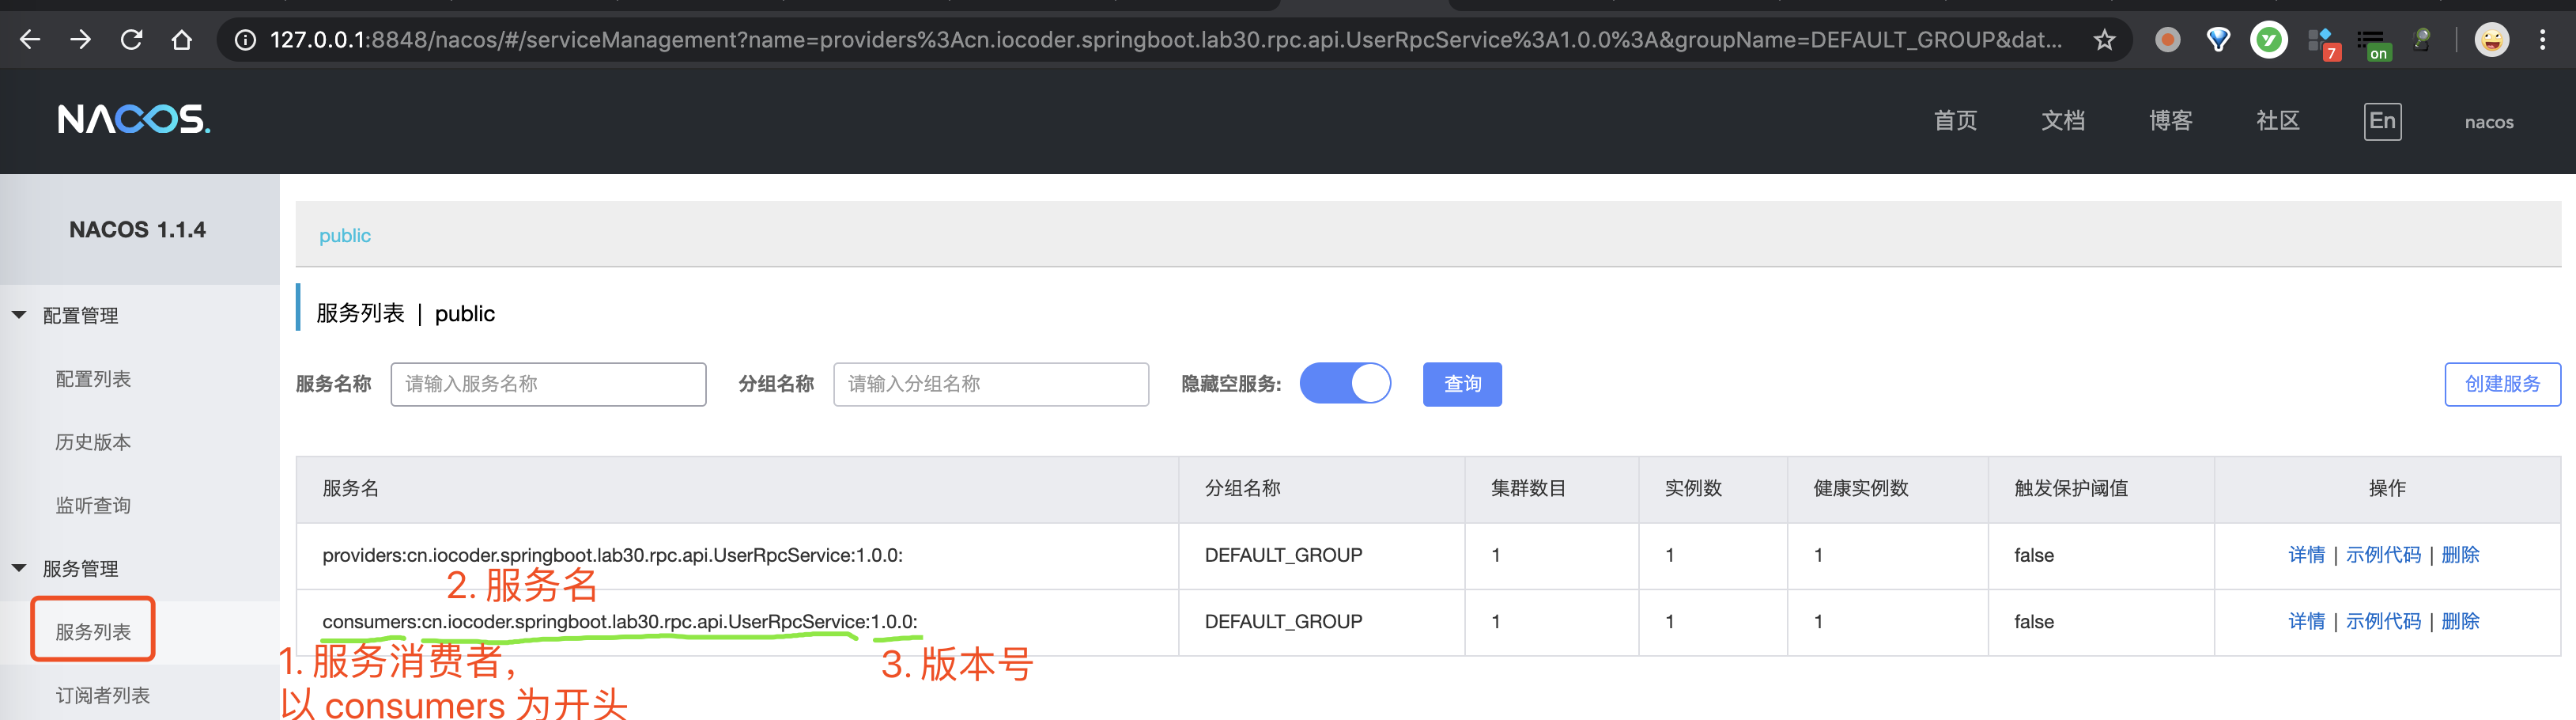 127.0.0.1:8848/nacos/#/serviceManagement?name=providers%3Acn.iocoder.springboot.lab30.rpc.api.UserRpcService%3A1.0.0%3A&groupName=DEFAULT_GROUP&dat...
7
on
NACOS.
首页
文档
博客
社区
En
nacos
NACOS 1.1.4
配置管理
配置列表
历史版本
监听查询
服务管理
服务列表
订阅者列表
public
服务列表 | public
服务名称 请输入服务名称 分组名称 请输入分组名称 隐藏空服务: 查询 创建服务
服务名 分组名称 集群数目 实例数 健康实例数 触发保护阈值 操作
providers:cn.iocoder.springboot.lab30.rpc.api.UserRpcService:1.0.0: DEFAULT_GROUP 1 1 1 false 详情 | 示例代码 | 删除
2. 服务名
consumers:cn.iocoder.springboot.lab30.rpc.api.UserRpcService:1.0.0: DEFAULT_GROUP 1 1 1 false 详情 | 示例代码 | 删除
1. 服务消费者，
以 consumers 为开头
3. 版本号